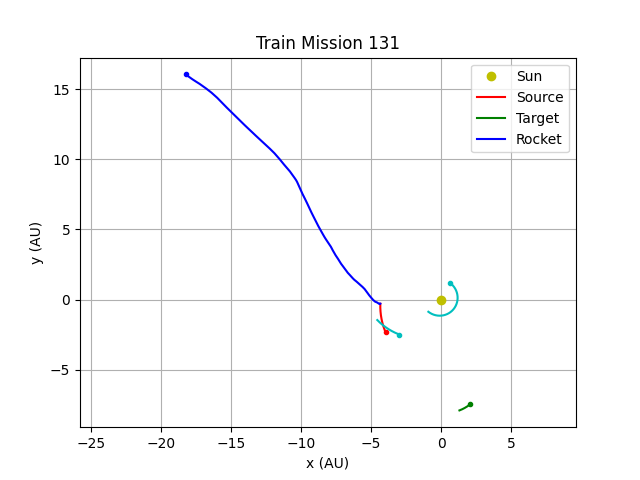 Train Mission 131
Sun
Source
Target
Rocket
y (AU)
15
10
5
0
−5
−25
−20
−15
−10
−5
0
5
x (AU)